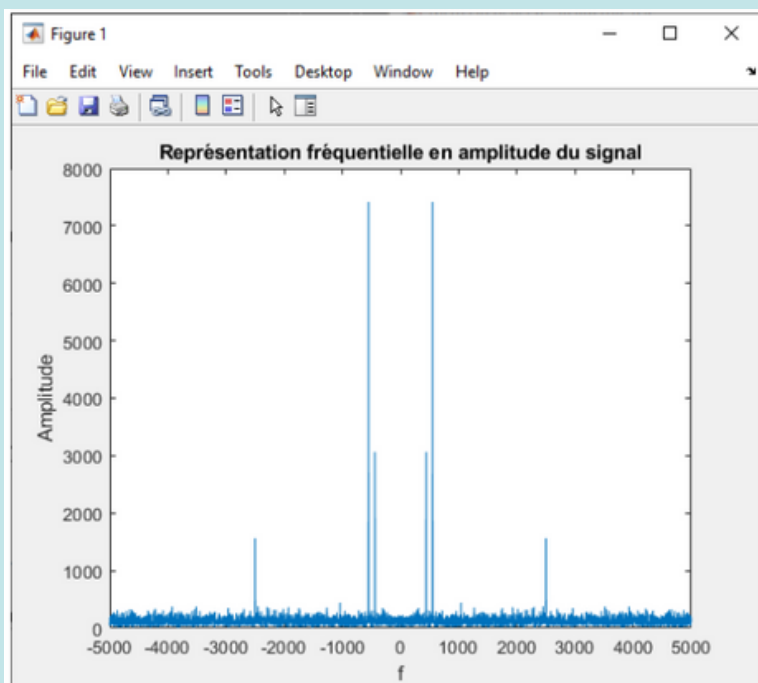 Figure 1
File Edit View Insert Tools Desktop Window Help
Représentation fréquentielle en amplitude du signal
8000
7000
6000
5000
4000
3000
2000
1000
0
Amplitude
-5000 -4000 -3000 -2000 -1000 0 1000 2000 3000 4000 5000
f